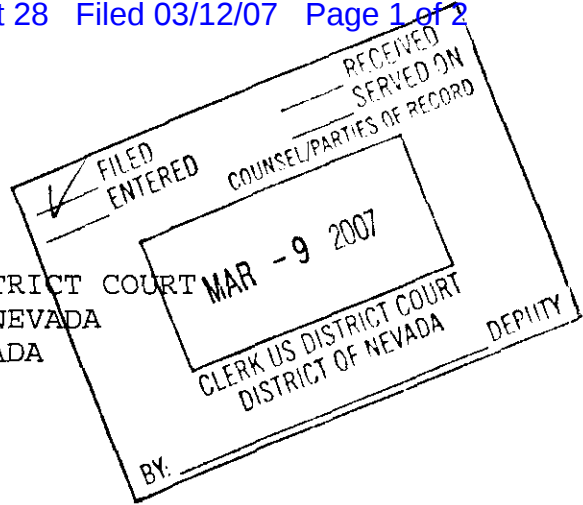 t 28 Filed 03/12/07 Page 1 of 2
RECEIVED
SERVED ON
COUNSEL/PARTIES OF RECORD
FILED
ENTERED
MAR - 9 2007
CLERK US DISTRICT COURT
DISTRICT OF NEVADA
DEPUTY
BY:
TRICT COURT
NEVADA
ADA